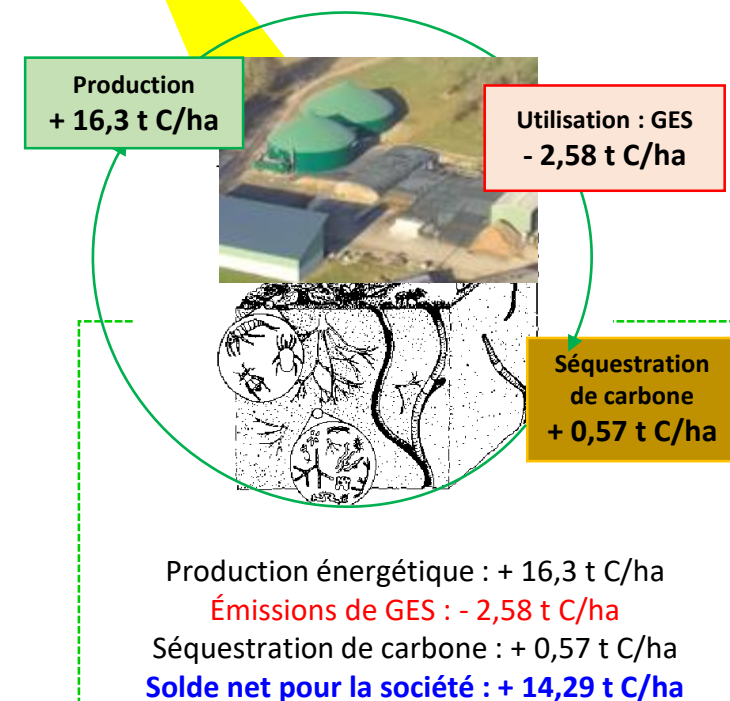 Production
+ 16,3 t C/ha
Utilisation : GES
- 2,58 t C/ha
Séquestration
de carbone
+ 0,57 t C/ha
Production énergétique : + 16,3 t C/ha
Émissions de GES : - 2,58 t C/ha
Séquestration de carbone : + 0,57 t C/ha
Solde net pour la société : + 14,29 t C/ha